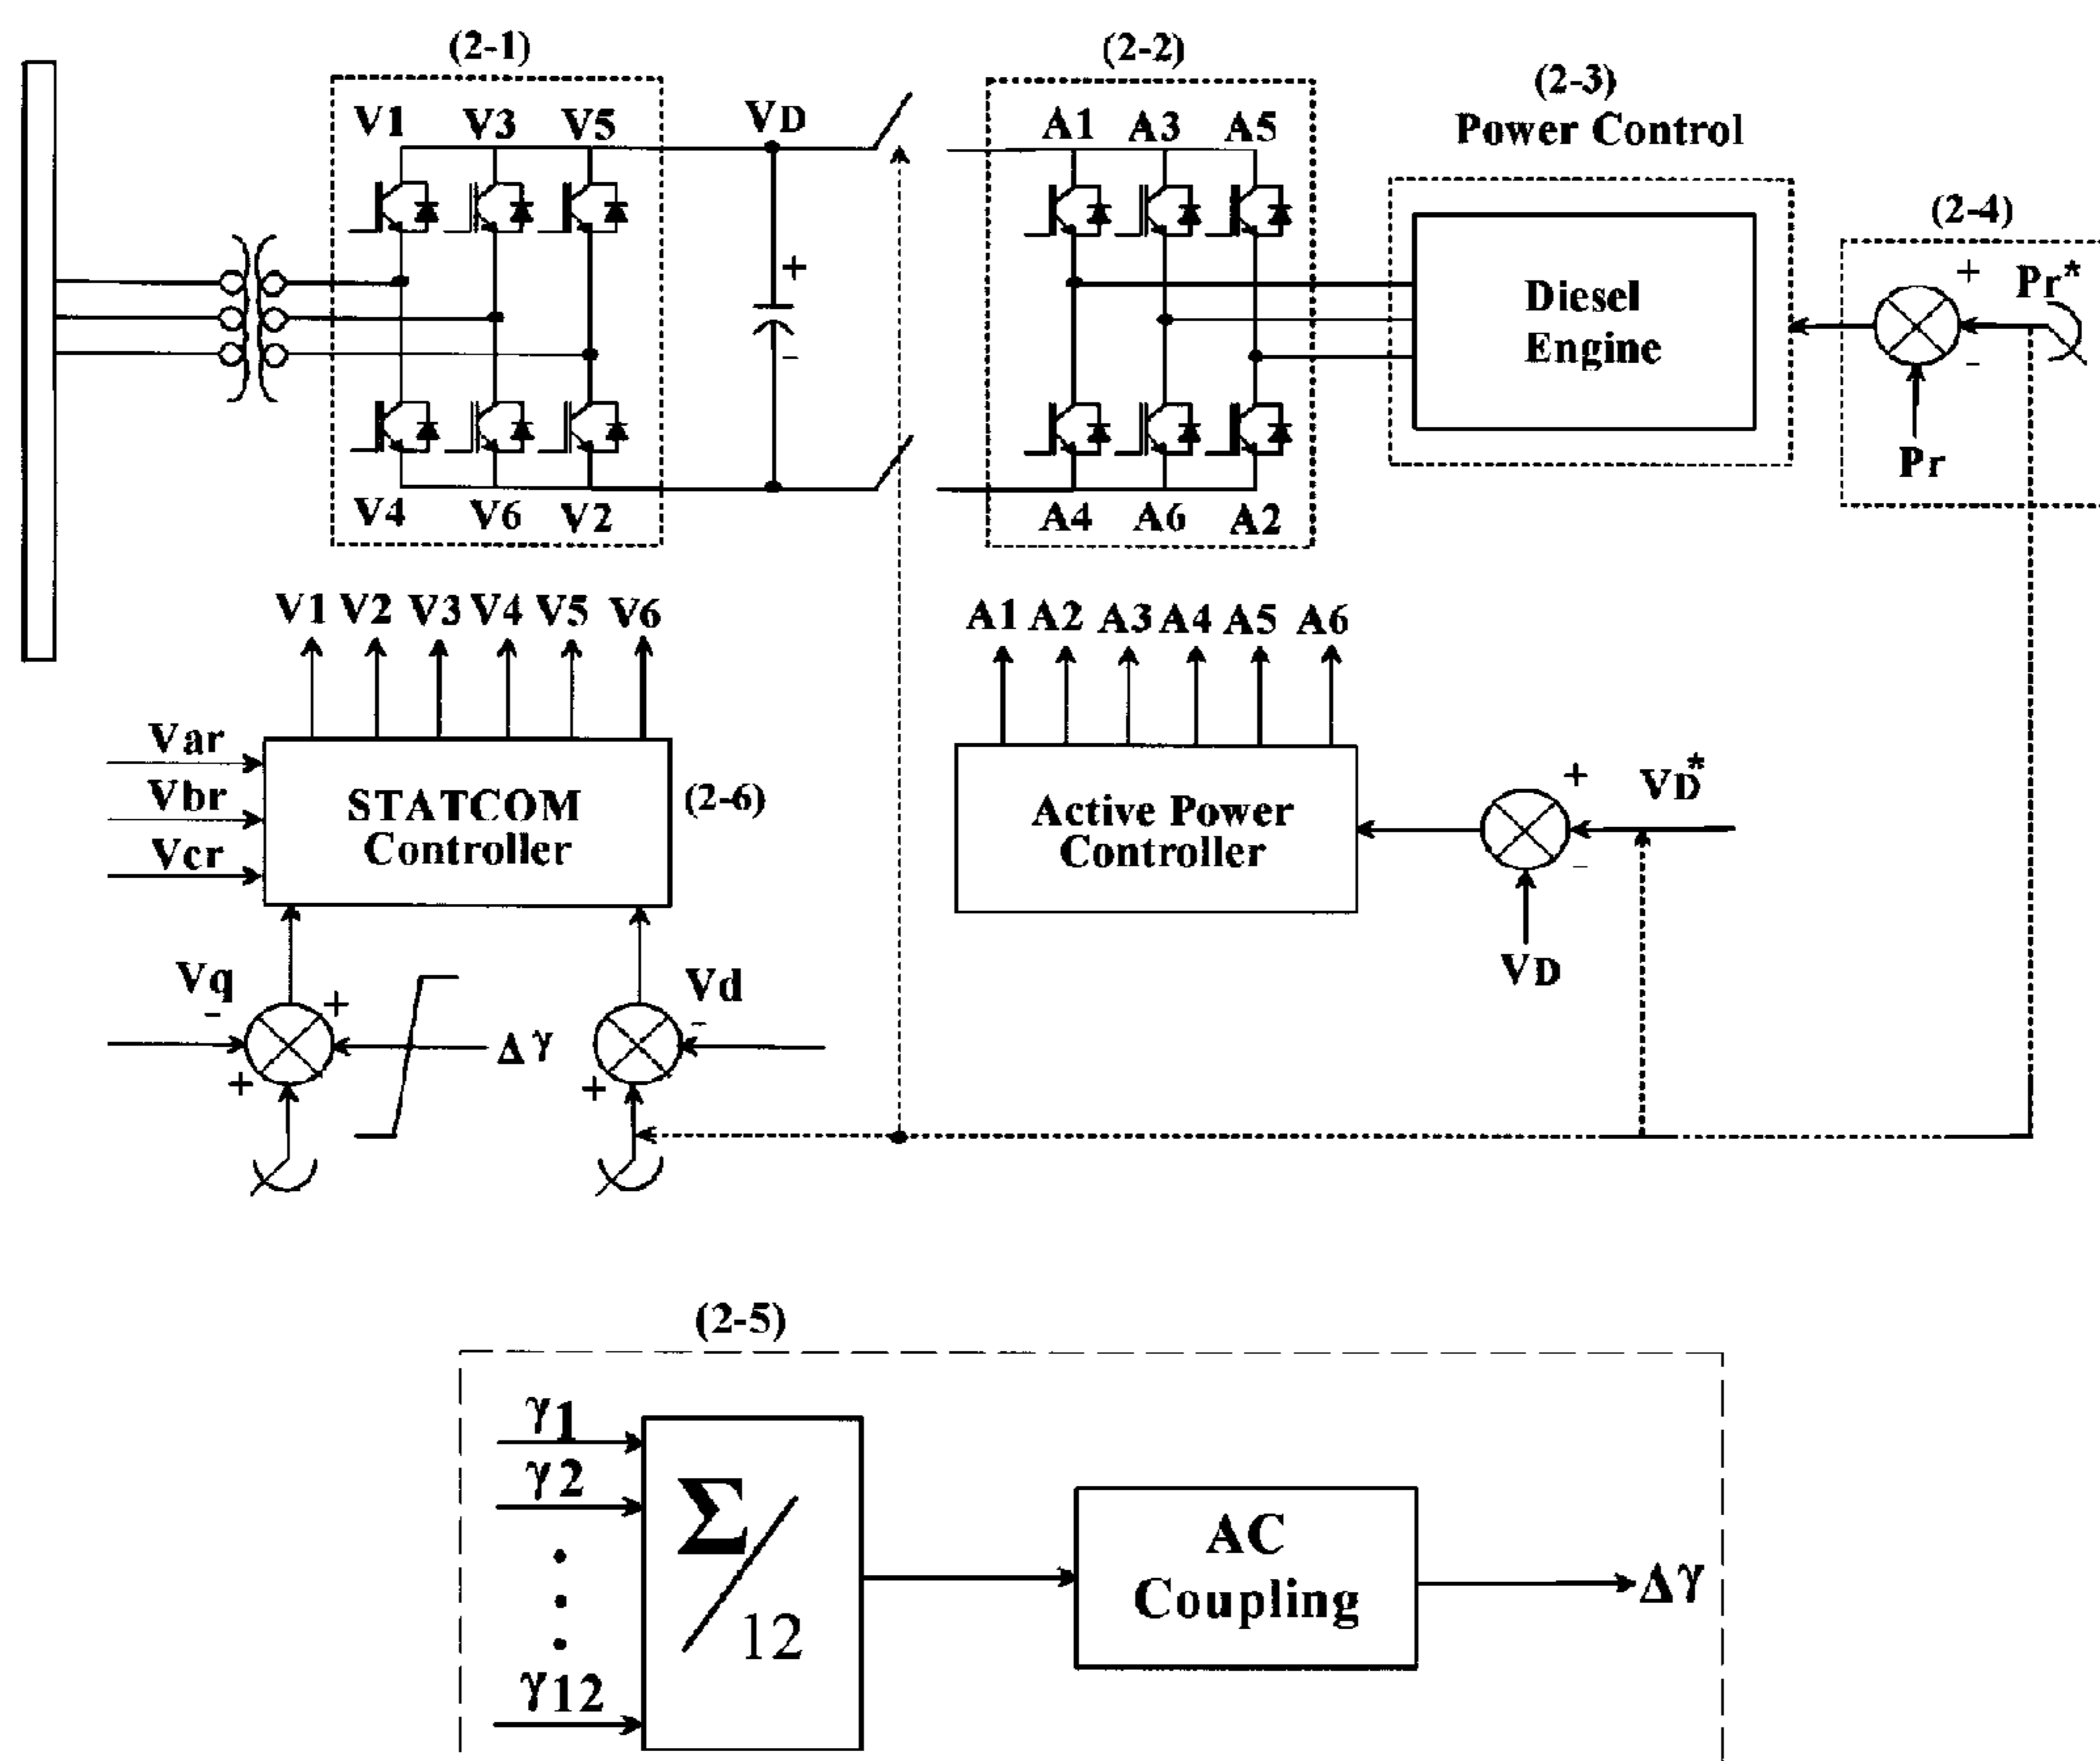 (2-1)
(2-2)
(2-3)
Power Control
(2-4)
V1 V3 V5
VD
A1 A3 A5
+
-
Diesel
Engine
+
Pr*
-
Pr
V4 V6 V2
A4 A6 A2
V1 V2 V3 V4 V5 V6
A1 A2 A3 A4 A5 A6
Var
Vbr
Vcr
STATCOM
Controller
(2-6)
Active Power
Controller
+
VD*
-
VD
Vq
-
+
Δγ
+
Vd
-
+
(2-5)
γ1
γ2
γ12
Σ/12
AC
Coupling
Δγ